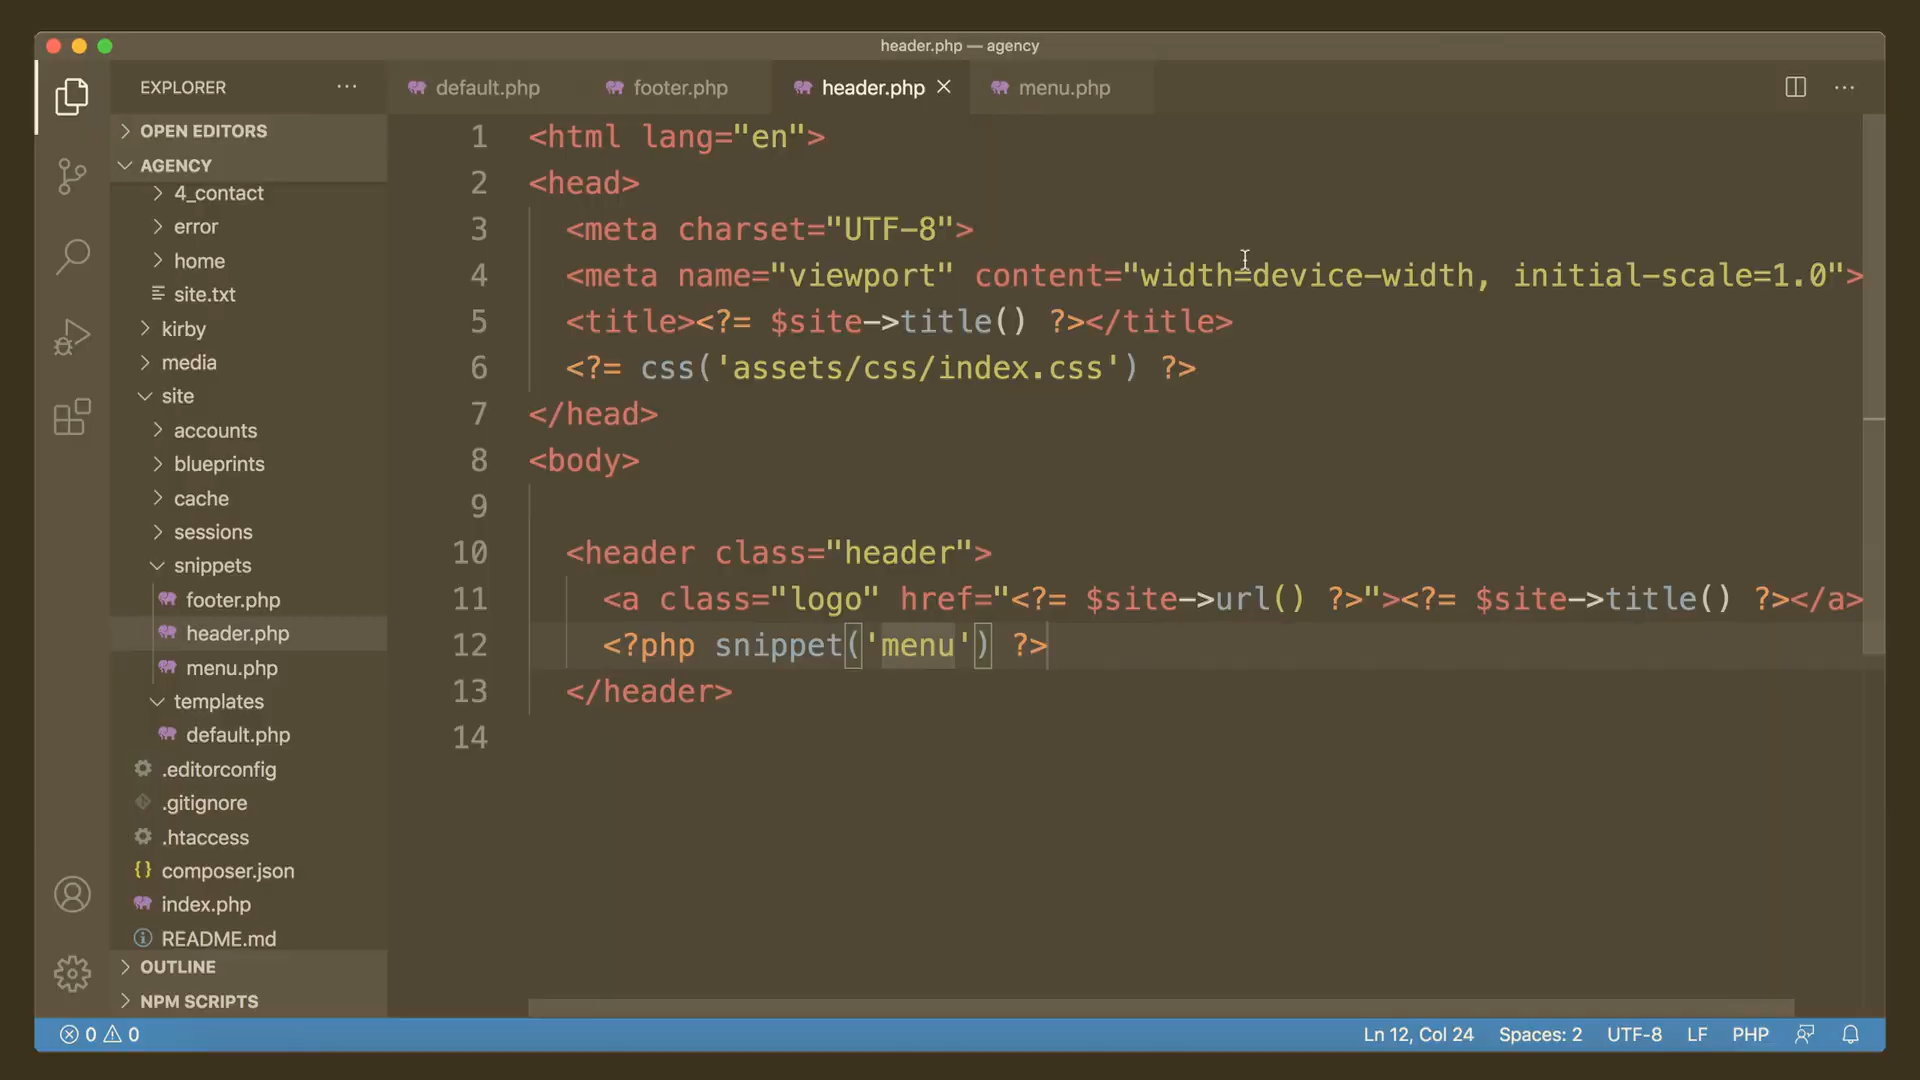 header.php — agency
EXPLORER
default.php
footer.php
header.php
menu.php
OPEN EDITORS
AGENCY
4_contact
error
home
site.txt
kirby
media
site
accounts
blueprints
cache
sessions
snippets
footer.php
header.php
menu.php
templates
default.php
.editorconfig
.gitignore
.htaccess
composer.json
index.php
README.md
OUTLINE
NPM SCRIPTS
1 <html lang="en">
2 <head>
3 <meta charset="UTF-8">
4 <meta name="viewport" content="width=device-width, initial-scale=1.0">
5 <title><?= $site->title() ?></title>
6 <?= css('assets/css/index.css') ?>
7 </head>
8 <body>
9
10 <header class="header">
11 <a class="logo" href="<?= $site->url() ?>"><?= $site->title() ?></a>
12 <?php snippet('menu') ?>
13 </header>
14
0 0
Ln 12, Col 24 Spaces: 2 UTF-8 LF PHP